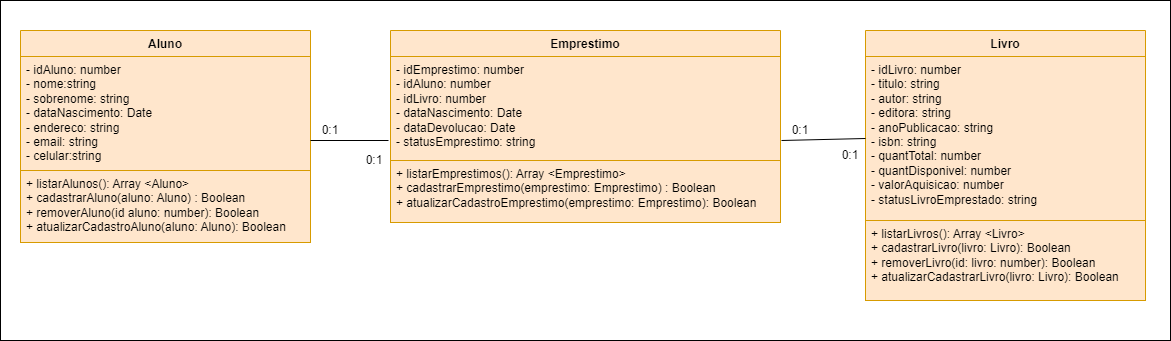 Aluno
- idAluno: number
- nome:string
- sobrenome: string
- dataNascimento: Date
- endereco: string
- email: string
- celular:string
+ listarAlunos(): Array <Aluno>
+ cadastrarAluno(aluno: Aluno) : Boolean
+ removerAluno(id aluno: number): Boolean
+ atualizarCadastroAluno(aluno: Aluno): Boolean
0:1
0:1
Emprestimo
- idEmprestimo: number
- idAluno: number
- idLivro: number
- dataNascimento: Date
- dataDevolucao: Date
- statusEmprestimo: string
+ listarEmprestimos(): Array <Emprestimo>
+ cadastrarEmprestimo(emprestimo: Emprestimo) : Boolean
+ atualizarCadastroEmprestimo(emprestimo: Emprestimo): Boolean
0:1
0:1
Livro
- idLivro: number
- titulo: string
- autor: string
- editora: string
- anoPublicacao: string
- isbn: string
- quantTotal: number
- quantDisponivel: number
- valorAquisicao: number
- statusLivroEmprestado: string
+ listarLivros(): Array <Livro>
+ cadastrarLivro(livro: Livro): Boolean
+ removerLivro(id: livro: number): Boolean
+ atualizarCadastrarLivro(livro: Livro): Boolean